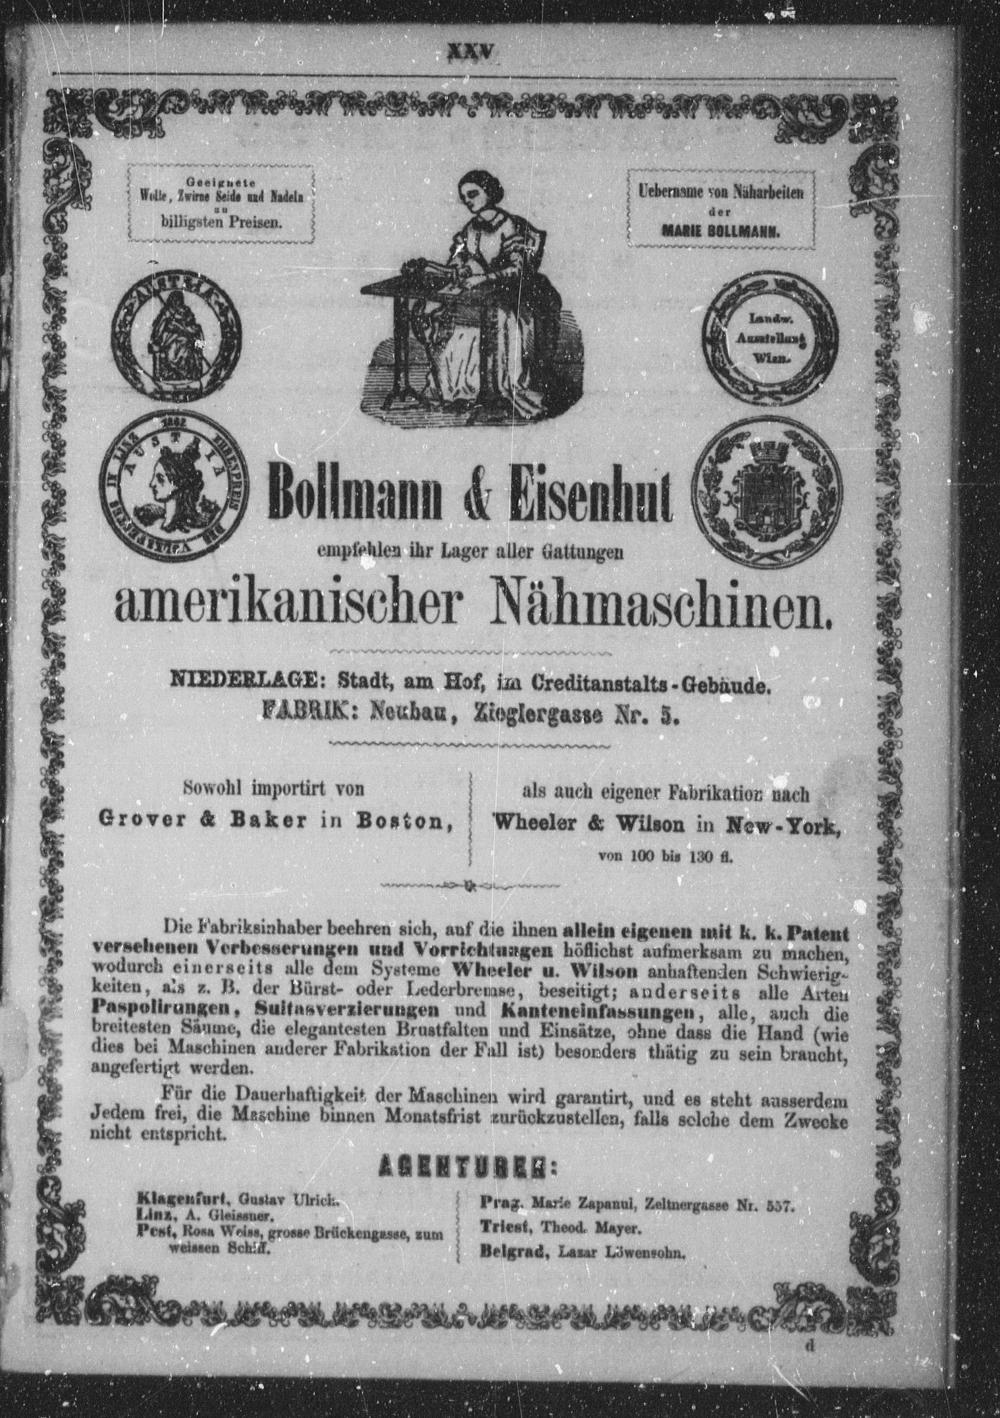 XXV
Geeignete
Wolle, Zwirne Seide und Nadeln
zu
billigsten Preisen.
Uebername von Näharbeiten
der
MARIE BOLLMANN.
AUSTRIA
Landw.
Ausstellung
Wien.
1862
AUSTRIA
EHRENPREIS DES
VOLKSFESTES IN LINZ
Bollmann & Eisenhut
empfehlen ihr Lager aller Gattungen
amerikanischer Nähmaschinen.
NIEDERLAGE: Stadt, am Hof, im Creditanstalts-Gebäude.
FABRIK: Neubau, Zieglergasse Nr. 5.
Sowohl importirt von
Grover & Baker in Boston,
als auch eigener Fabrikation nach
Wheeler & Wilson in New-York,
von 100 bis 130 fl.
Die Fabriksinhaber beehren sich, auf die ihnen allein eigenen mit k. k. Patent
versehenen Verbesserungen und Vorrichtungen höflichst aufmerksam zu machen,
wodurch einerseits alle dem Systeme Wheeler u. Wilson anhaftenden Schwierig-
keiten, als z. B. der Bürst- oder Lederbremse, beseitigt; anderseits alle Arten
Paspolirungen, Suitasverzierungen und Kanteneinfassungen, alle, auch die
breitesten Säume, die elegantesten Brustfalten und Einsätze, ohne dass die Hand (wie
dies bei Maschinen anderer Fabrikation der Fall ist) besonders thätig zu sein braucht,
angefertigt werden.
Für die Dauerhaftigkeit der Maschinen wird garantirt, und es steht ausserdem
Jedem frei, die Maschine binnen Monatsfrist zurückzustellen, falls solche dem Zwecke
nicht entspricht.
AGENTUREN:
Klagenfurt, Gustav Ulrich.
Linz, A. Gleissner.
Pest, Rosa Weiss, grosse Brückengasse, zum
weissen Schiff.
Prag, Marie Zapanul, Zeltnergasse Nr. 557.
Triest, Theod. Mayer.
Belgrad, Lazar Löwensohn.
d